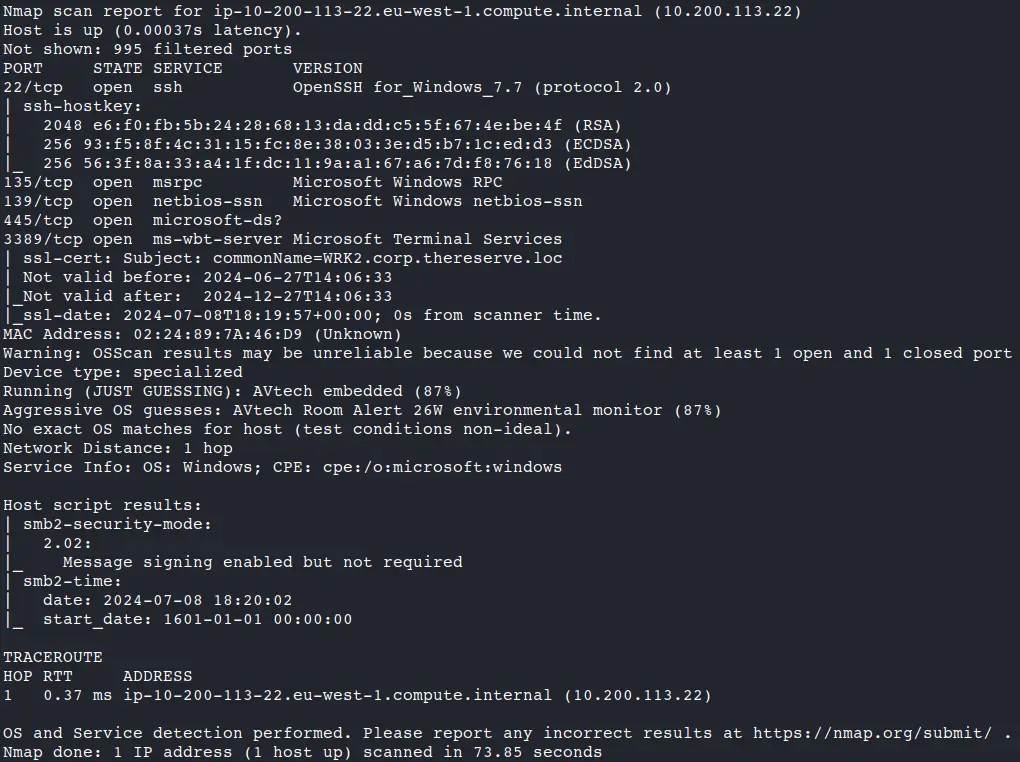 Nmap scan report for ip-10-200-113-22.eu-west-1.compute.internal (10.200.113.22)
Host is up (0.00037s latency).
Not shown: 995 filtered ports
PORT     STATE SERVICE       VERSION
22/tcp   open  ssh           OpenSSH for_Windows_7.7 (protocol 2.0)
| ssh-hostkey:
|   2048 e6:f0:fb:5b:24:28:68:13:da:dd:c5:5f:67:4e:be:4f (RSA)
|   256 93:f5:8f:4c:31:15:fc:8e:38:03:3e:d5:b7:1c:ed:d3 (ECDSA)
|_  256 56:3f:8a:33:a4:1f:dc:11:9a:a1:67:a6:7d:f8:76:18 (EdDSA)
135/tcp  open  msrpc         Microsoft Windows RPC
139/tcp  open  netbios-ssn   Microsoft Windows netbios-ssn
445/tcp  open  microsoft-ds?
3389/tcp open  ms-wbt-server Microsoft Terminal Services
| ssl-cert: Subject: commonName=WRK2.corp.thereserve.loc
| Not valid before: 2024-06-27T14:06:33
|_Not valid after:  2024-12-27T14:06:33
|_ssl-date: 2024-07-08T18:19:57+00:00; 0s from scanner time.
MAC Address: 02:24:89:7A:46:D9 (Unknown)
Warning: OSScan results may be unreliable because we could not find at least 1 open and 1 closed port
Device type: specialized
Running (JUST GUESSING): AVtech embedded (87%)
Aggressive OS guesses: AVtech Room Alert 26W environmental monitor (87%)
No exact OS matches for host (test conditions non-ideal).
Network Distance: 1 hop
Service Info: OS: Windows; CPE: cpe:/o:microsoft:windows

Host script results:
| smb2-security-mode:
|   2.02:
|_    Message signing enabled but not required
| smb2-time:
|   date: 2024-07-08 18:20:02
|_  start_date: 1601-01-01 00:00:00

TRACEROUTE
HOP RTT     ADDRESS
1   0.37 ms ip-10-200-113-22.eu-west-1.compute.internal (10.200.113.22)

OS and Service detection performed. Please report any incorrect results at https://nmap.org/submit/ .
Nmap done: 1 IP address (1 host up) scanned in 73.85 seconds